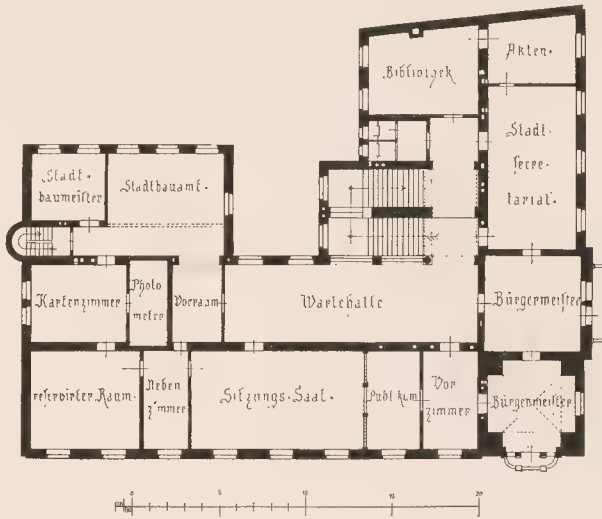 Bibliothek
Akten.
Stadt
secre
tariat.
Stadt
baumeister
Stadtbauamt.
Kartenzimmer
Photo
meter
Vorraum
Wartehalle
Bürgermeister
reservirter Raum.
Neben
zimmer
Sitzungs-Saal.
Publikum
Vor
zimmer
Bürgermeister
0 5 10 15 20